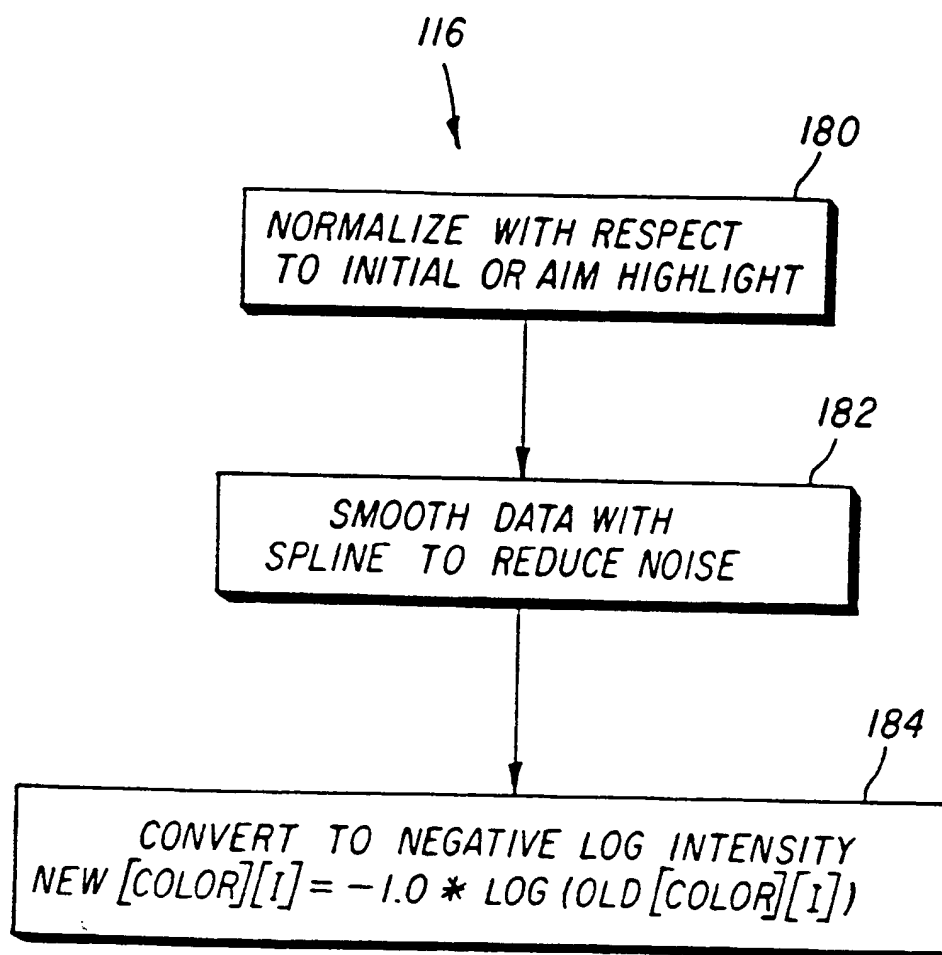 116
180
NORMALIZE WITH RESPECT
TO INITIAL OR AIM HIGHLIGHT
182
SMOOTH DATA WITH
SPLINE TO REDUCE NOISE
184
CONVERT TO NEGATIVE LOG INTENSITY
NEW [COLOR][I] = -1.0 * LOG (OLD [COLOR][I])